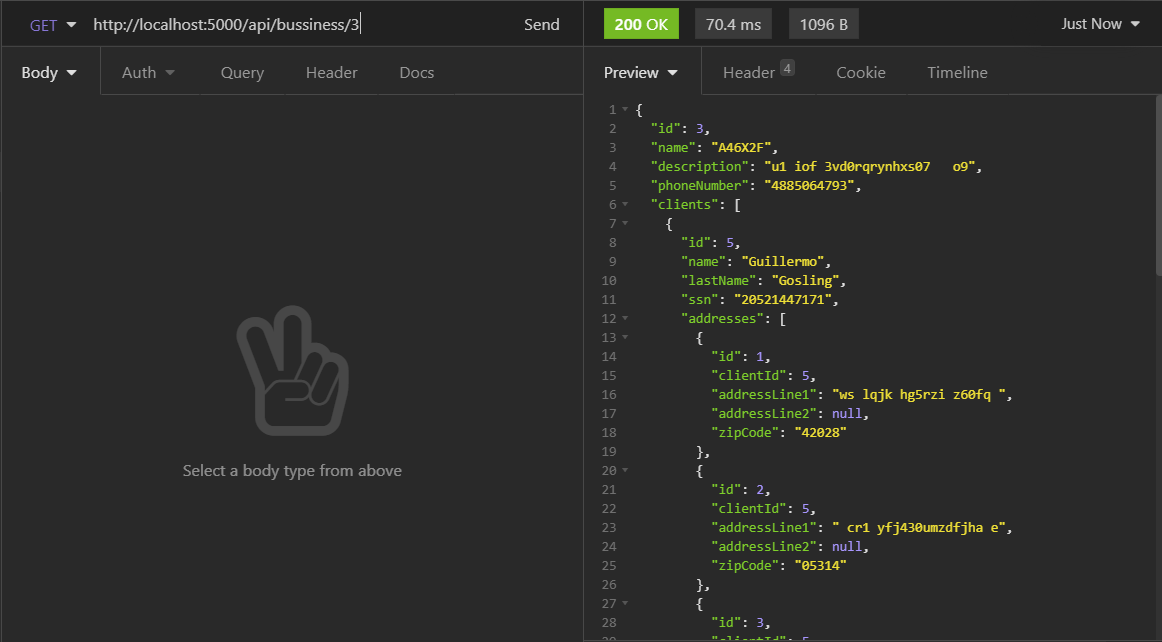 GET http://localhost:5000/api/bussiness/3 Send
200 OK 70.4 ms 1096 B Just Now
Body Auth Query Header Docs
Preview Header 4 Cookie Timeline
Select a body type from above
1 {
2 "id": 3,
3 "name": "A46X2F",
4 "description": "u1 iof 3vd0rqrynhxs07   o9",
5 "phoneNumber": "4885064793",
6 "clients": [
7 {
8 "id": 5,
9 "name": "Guillermo",
10 "lastName": "Gosling",
11 "ssn": "20521447171",
12 "addresses": [
13 {
14 "id": 1,
15 "clientId": 5,
16 "addressLine1": "ws lqjk hg5rzi z60fq ",
17 "addressLine2": null,
18 "zipCode": "42028"
19 },
20 {
21 "id": 2,
22 "clientId": 5,
23 "addressLine1": " cr1 yfj430umzdfjha e",
24 "addressLine2": null,
25 "zipCode": "05314"
26 },
27 {
28 "id": 3,